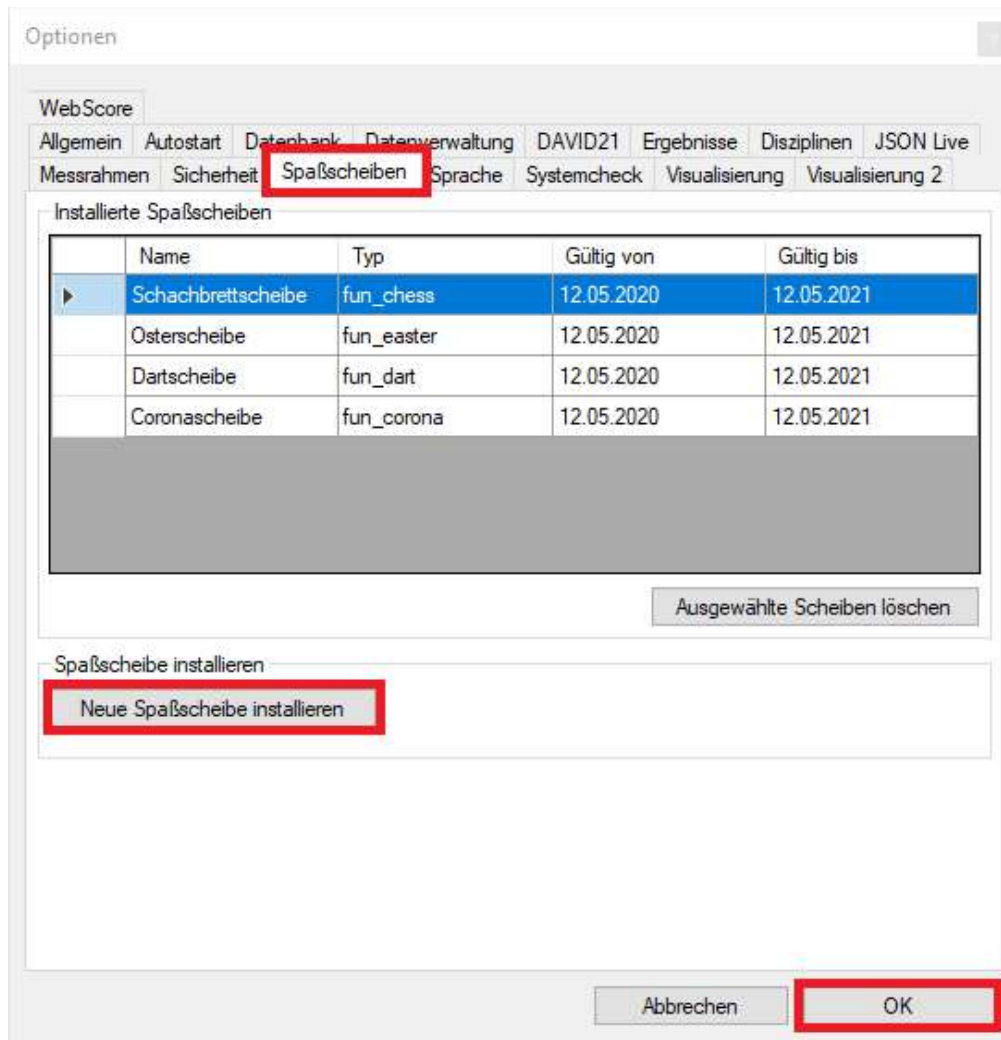 Optionen
WebScore
Allgemein Autostart Datenbank Datenverwaltung DAVID21 Ergebnisse Disziplinen JSON Live
Messrahmen Sicherheit Spaßscheiben Sprache Systemcheck Visualisierung Visualisierung 2
Installierte Spaßscheiben
Name Typ Gültig von Gültig bis
Schachbrettscheibe fun_chess 12.05.2020 12.05.2021
Osterscheibe fun_easter 12.05.2020 12.05.2021
Dartscheibe fun_dart 12.05.2020 12.05.2021
Coronascheibe fun_corona 12.05.2020 12.05.2021
Ausgewählte Scheiben löschen
Spaßscheibe installieren
Neue Spaßscheibe installieren
Abbrechen OK